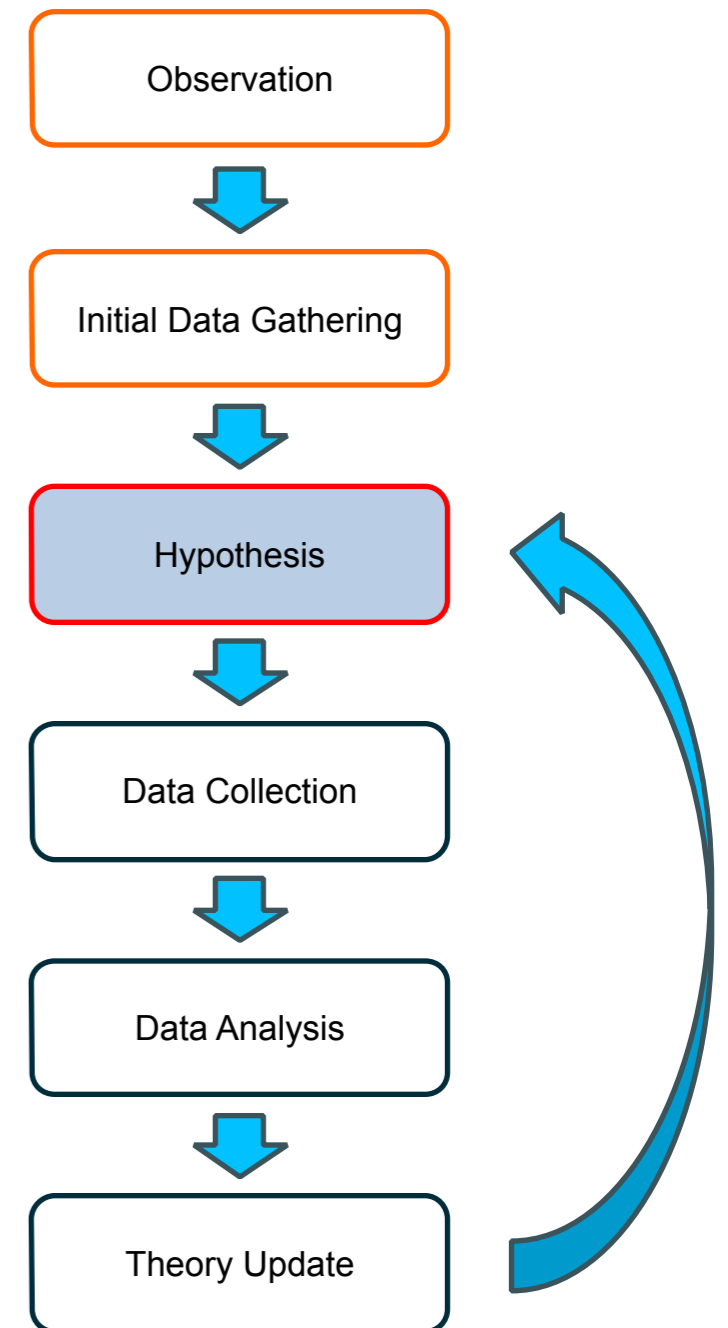 Observation
Initial Data Gathering
Hypothesis
Data Collection
Data Analysis
Theory Update